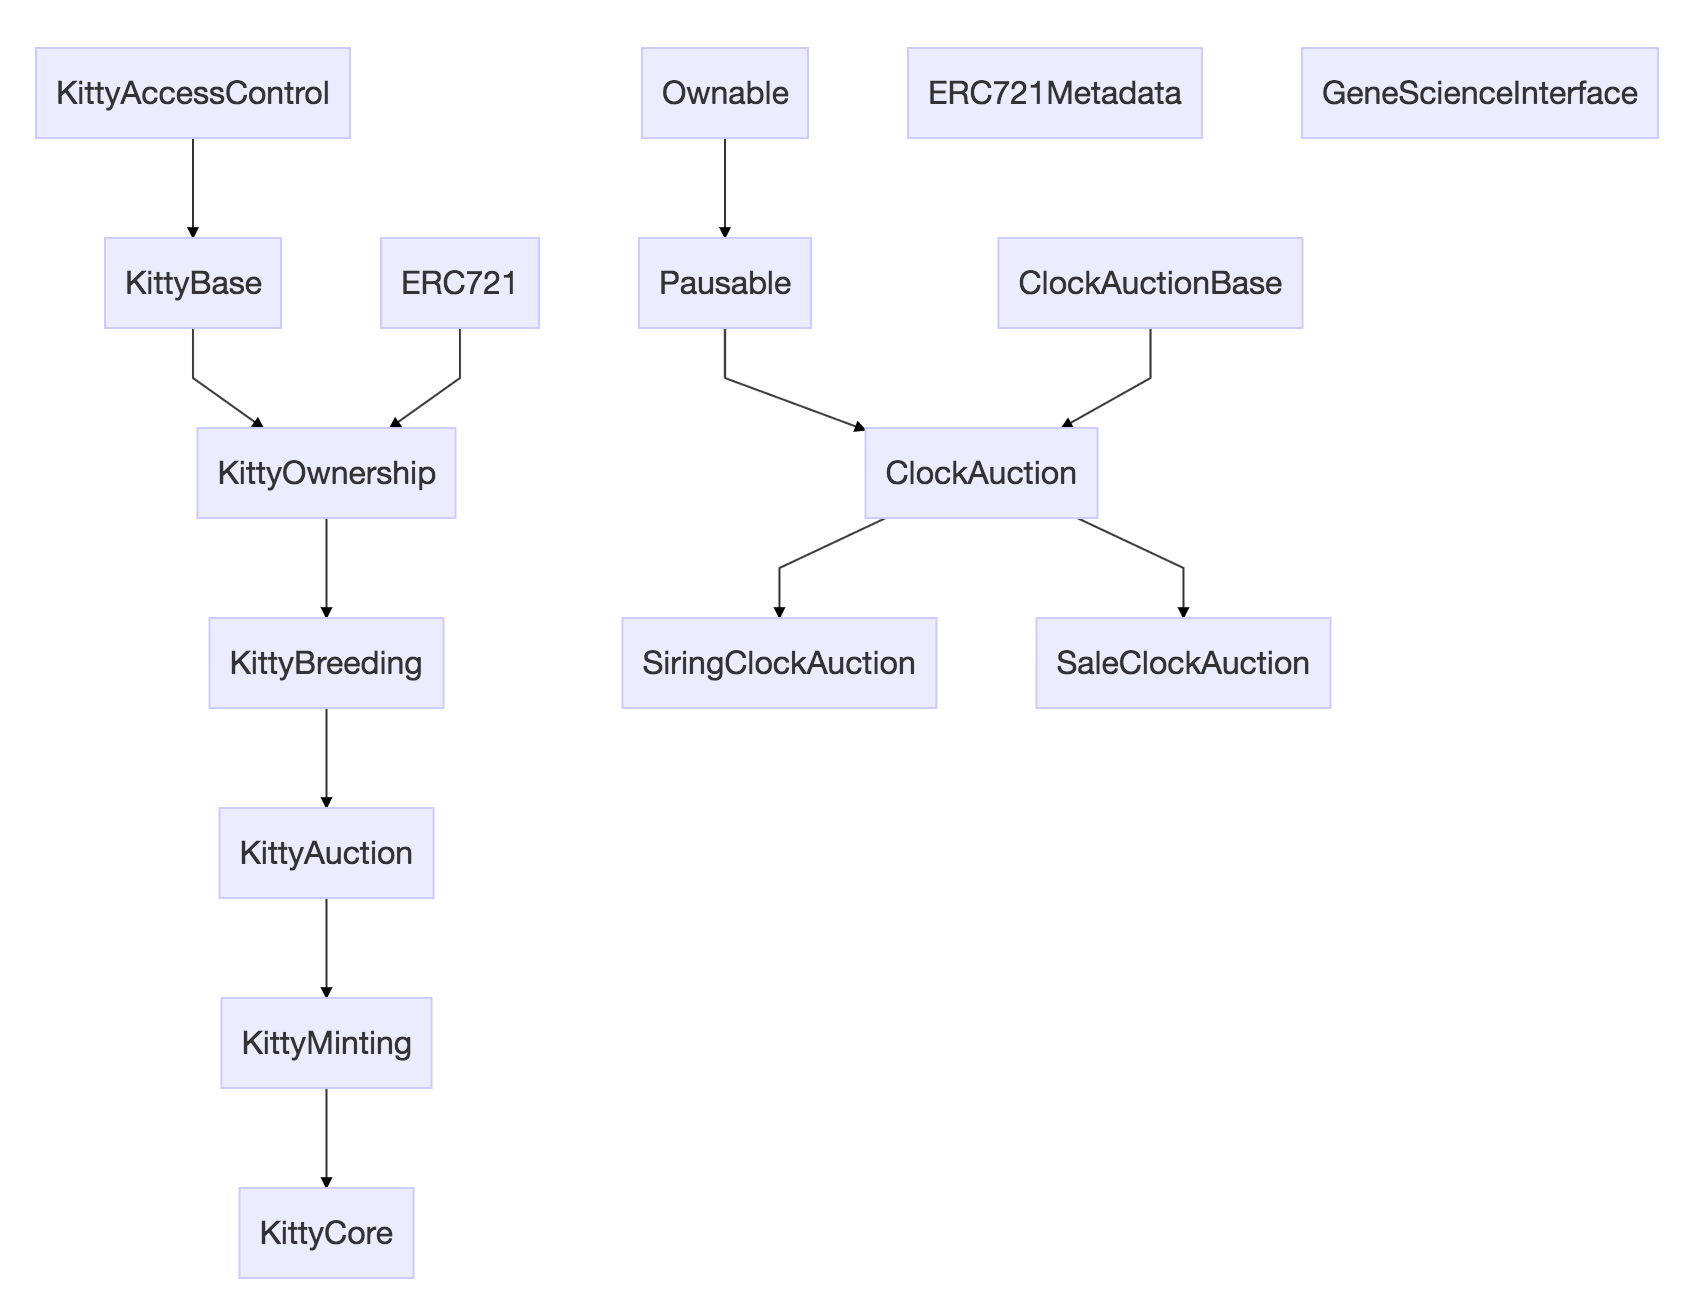 KittyAccessControl
Ownable
ERC721Metadata
GeneScienceInterface
KittyBase
ERC721
Pausable
ClockAuctionBase
KittyOwnership
ClockAuction
KittyBreeding
SiringClockAuction
SaleClockAuction
KittyAuction
KittyMinting
KittyCore